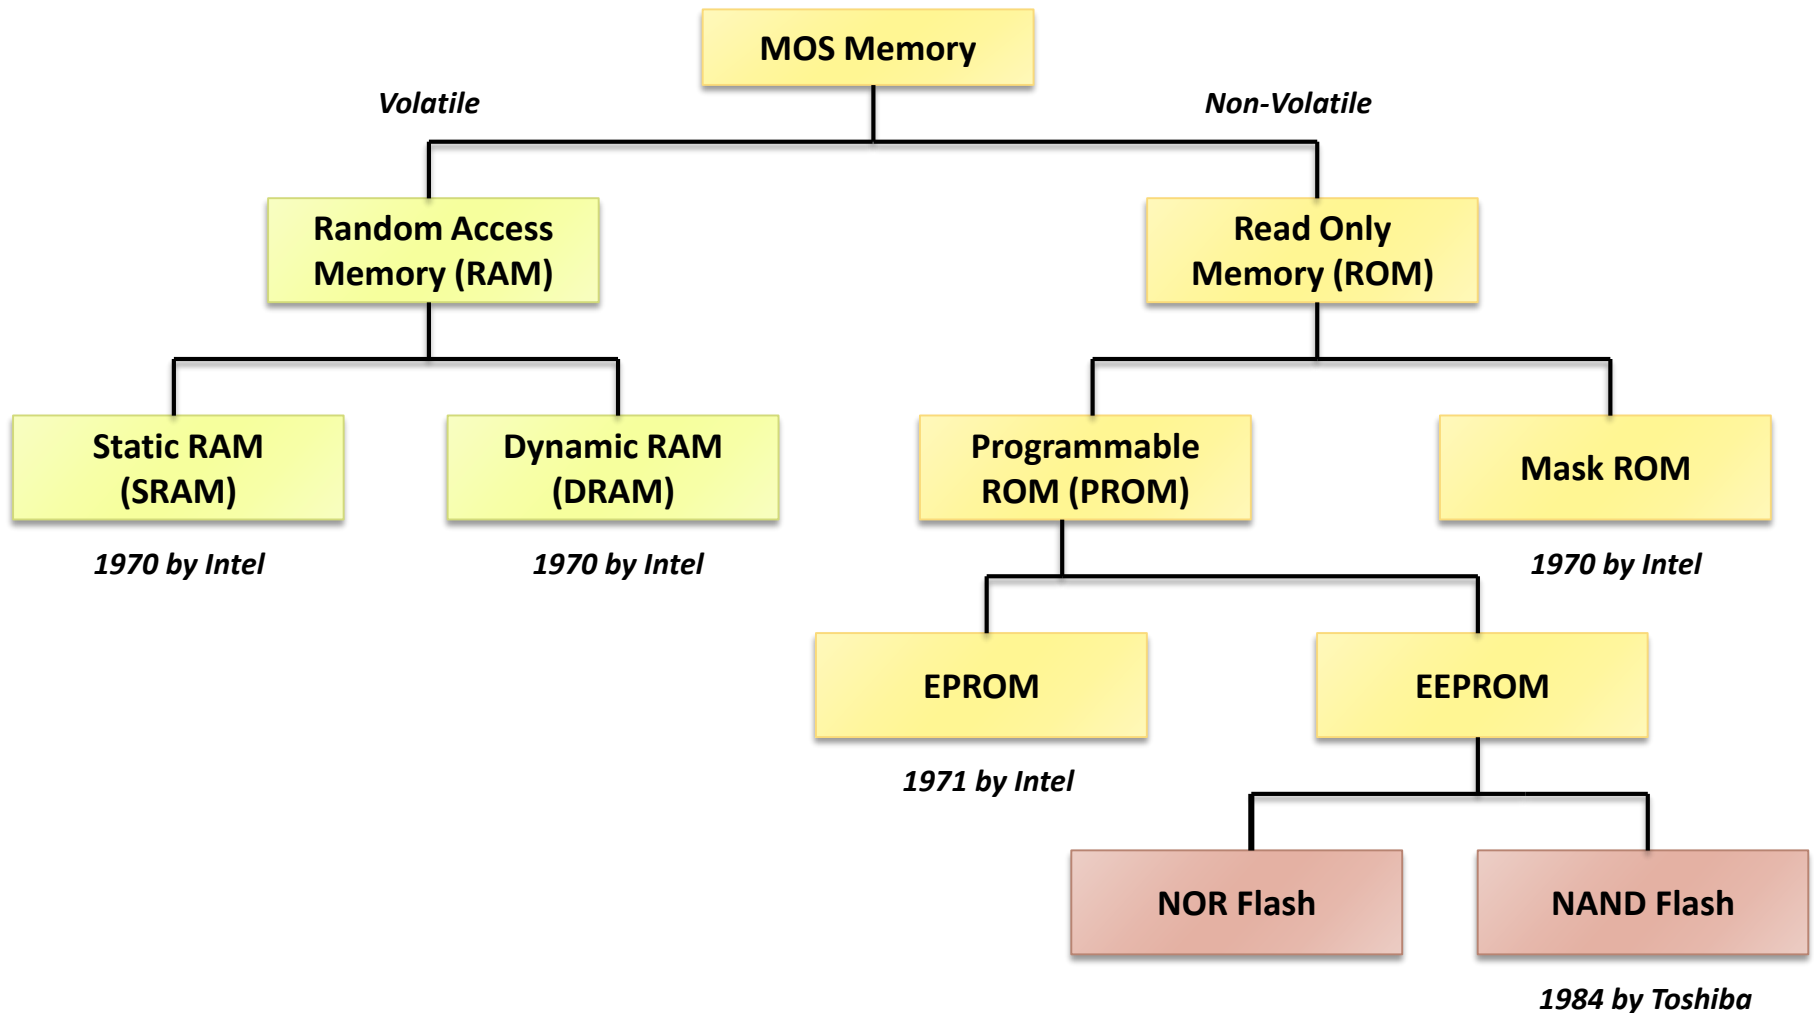 MOS Memory
Volatile
Non-Volatile
Random Access
Memory (RAM)
Read Only
Memory (ROM)
Static RAM
(SRAM)
Dynamic RAM
(DRAM)
Programmable
ROM (PROM)
Mask ROM
1970 by Intel
1970 by Intel
1970 by Intel
EPROM
EEPROM
1971 by Intel
NOR Flash
NAND Flash
1984 by Toshiba